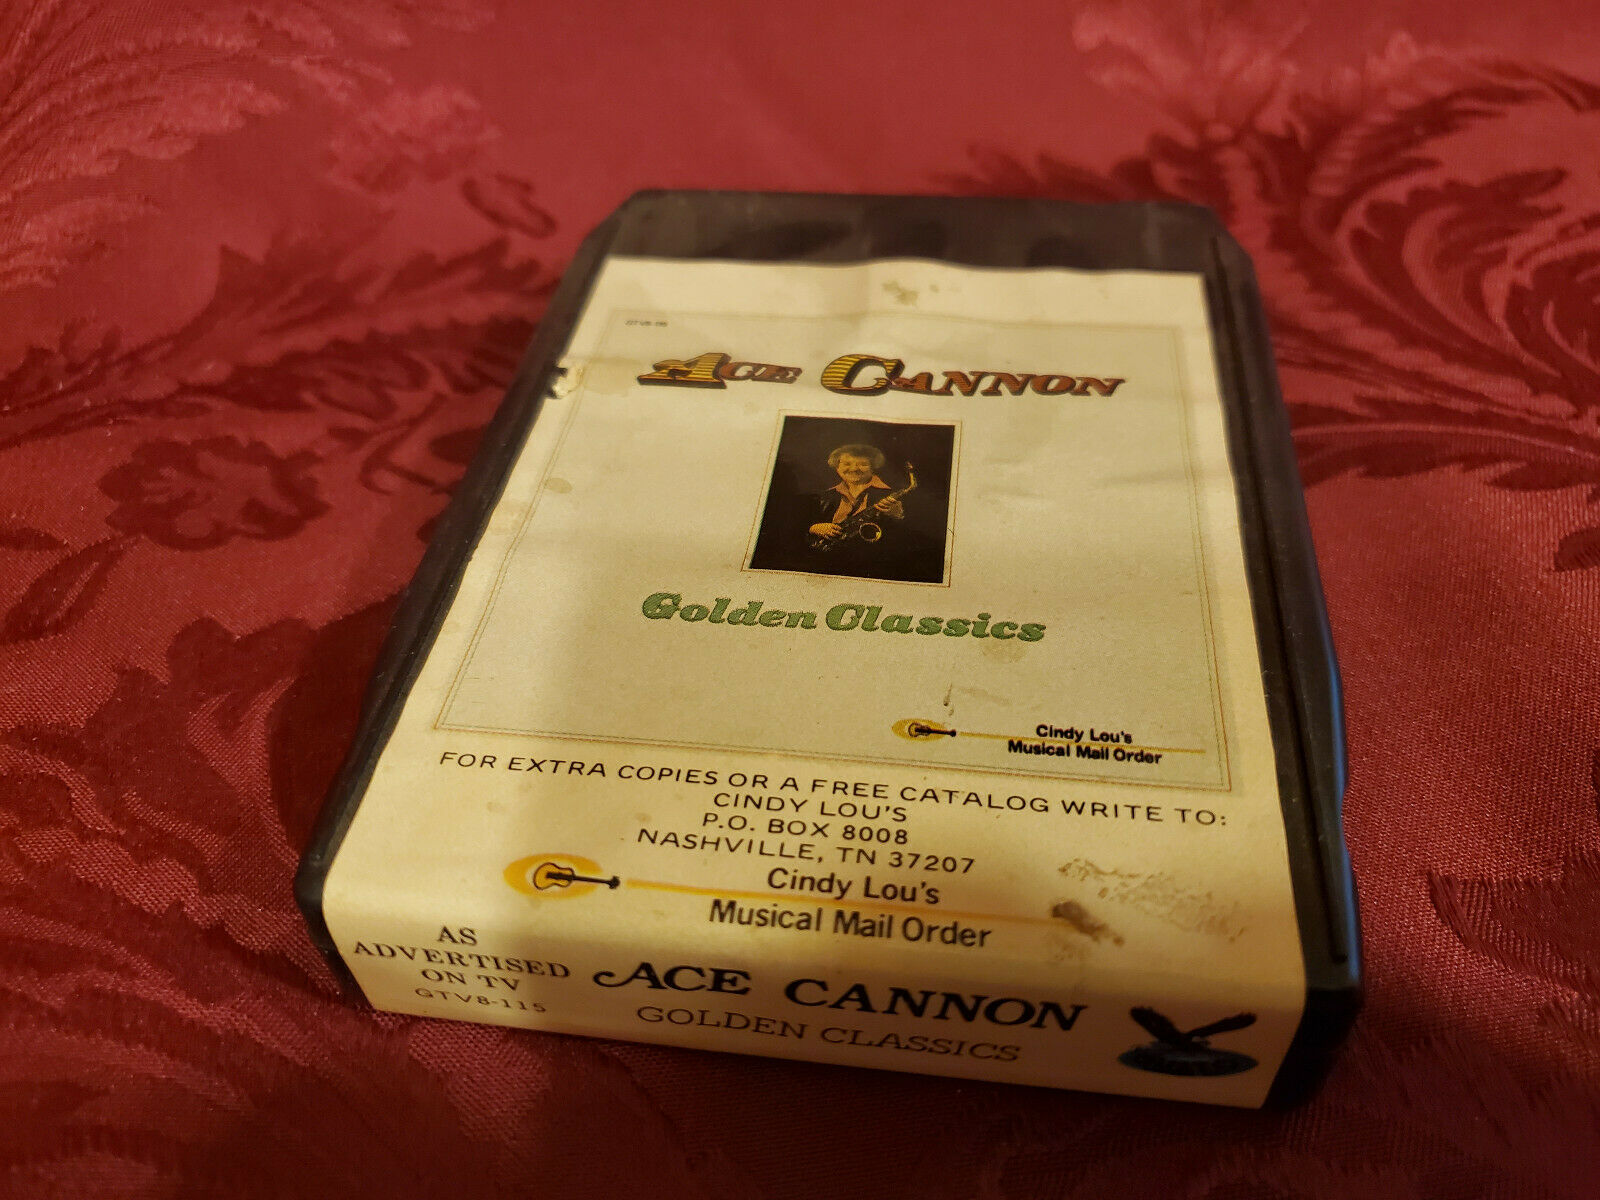 ACE CANNON
Golden Classics
Cindy Lou's
Musical Mail Order
FOR EXTRA COPIES OR A FREE CATALOG WRITE TO:
CINDY LOU'S
P.O. BOX 8008
NASHVILLE, TN 37207
Cindy Lou's
Musical Mail Order
AS
ADVERTISED
ON TV
GTV8-115
ACE CANNON
GOLDEN CLASSICS